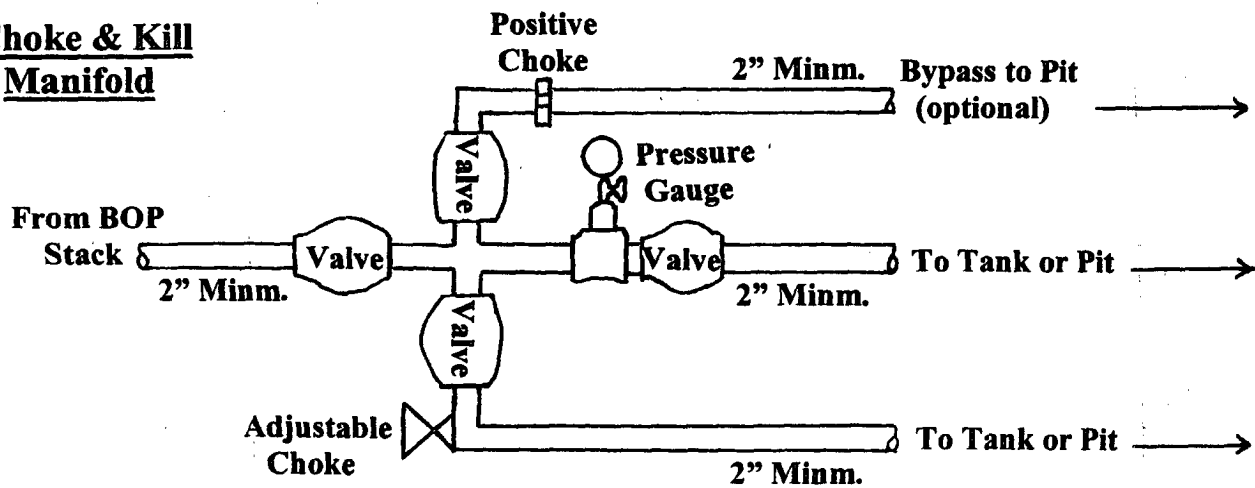 hoke & Kill
Manifold
Positive
Choke
2” Minm.
Bypass to Pit
(optional)
Valve
Pressure
Gauge
From BOP
Stack
Valve
Valve
To Tank or Pit
2” Minm.
2” Minm.
Valve
Adjustable
Choke
To Tank or Pit
2” Minm.